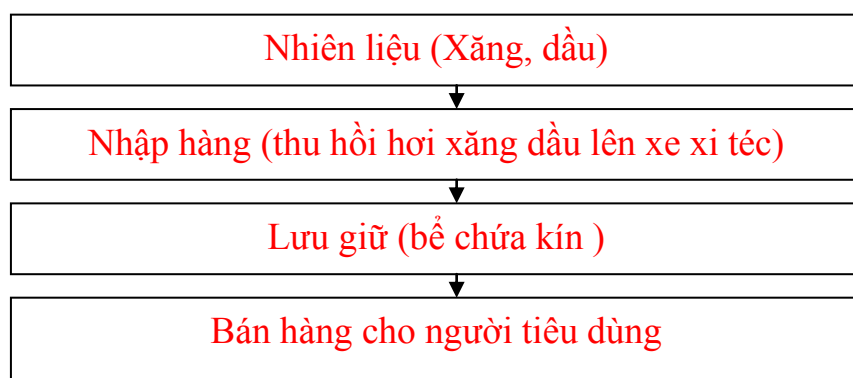 Nhiên liệu (Xăng, dầu)
Nhập hàng (thu hồi hơi xăng dầu lên xe xi téc)
Lưu giữ (bể chứa kín )
Bán hàng cho người tiêu dùng